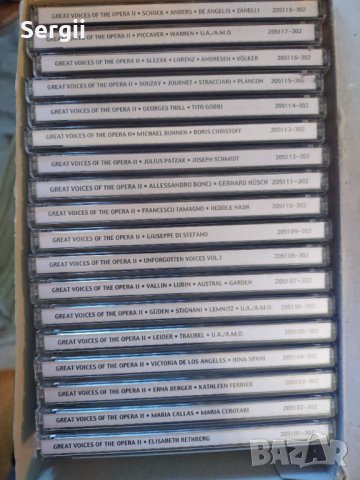 Sergii
GREAT VOICES OF THE OPERA II • SCHOCK • ANDERS • DE ANGELIS • ZANELLI 205118-302
GREAT VOICES OF THE OPERA II • PICCAVER • WARREN • U.A./A.M.O. 205117-302
GREAT VOICES OF THE OPERA II • SLEZAK • LORENZ • ANDRÉSEN • VÖLKER 205116-302
GREAT VOICES OF THE OPERA II • SOUZAY • JOURNET • STRACCIARI • PLANCON 205115-302
GREAT VOICES OF THE OPERA II • GEORGES THILL • TITO GOBBI 205114-302
GREAT VOICES OF THE OPERA II • MICHAEL BOHNEN • BORIS CHRISTOFF 205113-302
GREAT VOICES OF THE OPERA II • JULIUS PATZAK • JOSEPH SCHMIDT 205112-302
GREAT VOICES OF THE OPERA II • ALLESSANDRO BONCI • GERHARD HÜSCH 205111-302
GREAT VOICES OF THE OPERA II • FRANCESCO TAMAGNO • HEDDLE NASH 205110-302
GREAT VOICES OF THE OPERA II • GIUSEPPE DI STEFANO 205109-302
GREAT VOICES OF THE OPERA II • UNFORGOTTEN VOICES VOL.I 205108-302
GREAT VOICES OF THE OPERA II • VALLIN • LUBIN • AUSTRAL • GARDEN 205107-302
GREAT VOICES OF THE OPERA II • GÜDEN • STIGNANI • LEMNITZ • U.A./A.M.O. 205106-302
GREAT VOICES OF THE OPERA II • LEIDER • TRAUBEL • U.A./A.M.O. 205105-302
GREAT VOICES OF THE OPERA II • VICTORIA DE LOS ANGELES • NINA SPANI 205104-302
GREAT VOICES OF THE OPERA II • ERNA BERGER • KATHLEEN FERRIER 205103-302
GREAT VOICES OF THE OPERA II • MARIA CALLAS • MARIA CEBOTARI 205102-302
GREAT VOICES OF THE OPERA II • ELISABETH RETHBERG 205101-302
BAZAR